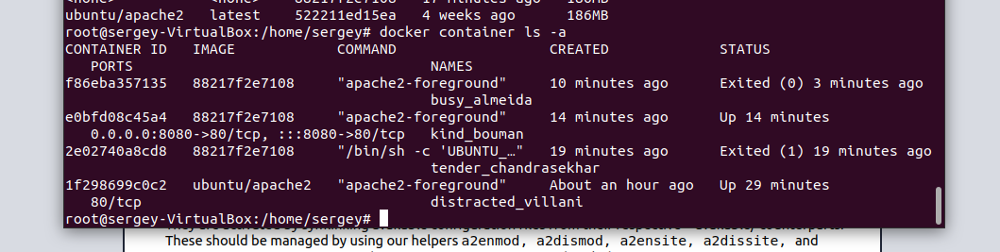 ubuntu/apache2   latest    522211ed15ea   4 weeks ago      186MB
root@sergey-VirtualBox:/home/sergey# docker container ls -a
CONTAINER ID   IMAGE            COMMAND                  CREATED             STATUS
PORTS                                   NAMES
f86eba357135   88217f2e7108     "apache2-foreground"     10 minutes ago      Exited (0) 3 minutes ago
busy_almeida
e0bfd08c45a4   88217f2e7108     "apache2-foreground"     14 minutes ago      Up 14 minutes
0.0.0.0:8080->80/tcp, :::8080->80/tcp   kind_bouman
2e02740a8cd8   88217f2e7108     "/bin/sh -c 'UBUNTU_…"   19 minutes ago      Exited (1) 19 minutes ago
tender_chandrasekhar
1f298699c0c2   ubuntu/apache2   "apache2-foreground"     About an hour ago   Up 29 minutes
80/tcp                                  distracted_villani
root@sergey-VirtualBox:/home/sergey#
These should be managed by using our helpers a2enmod, a2dismod, a2ensite, a2dissite, and